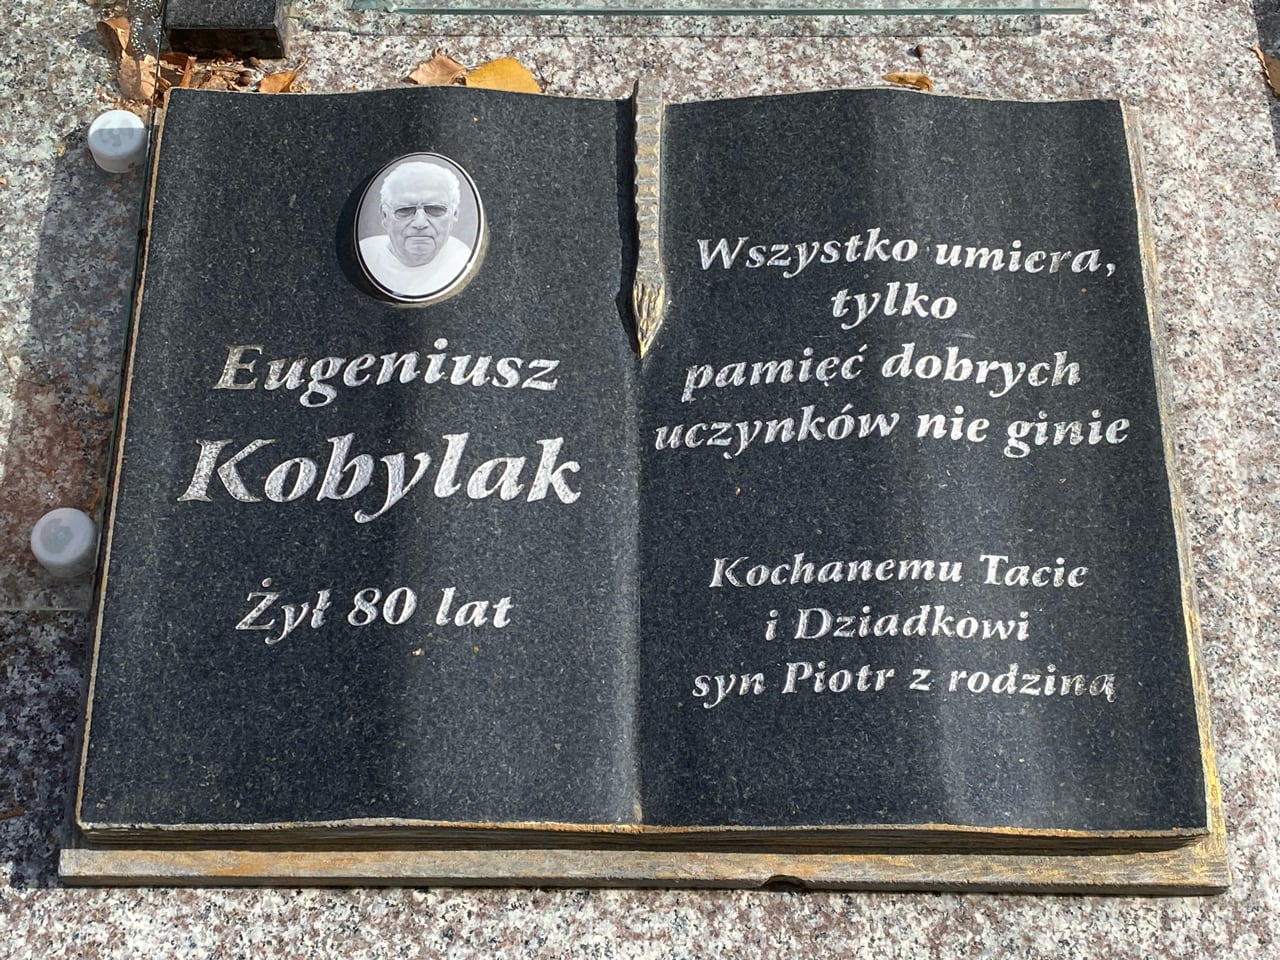 Eugeniusz
Kobylak
Żył 80 lat
Wszystko umiera,
tylko
pamięć dobrych
uczynków nie ginie
Kochanemu Tacie
i Dziadkowi
syn Piotr z rodziną